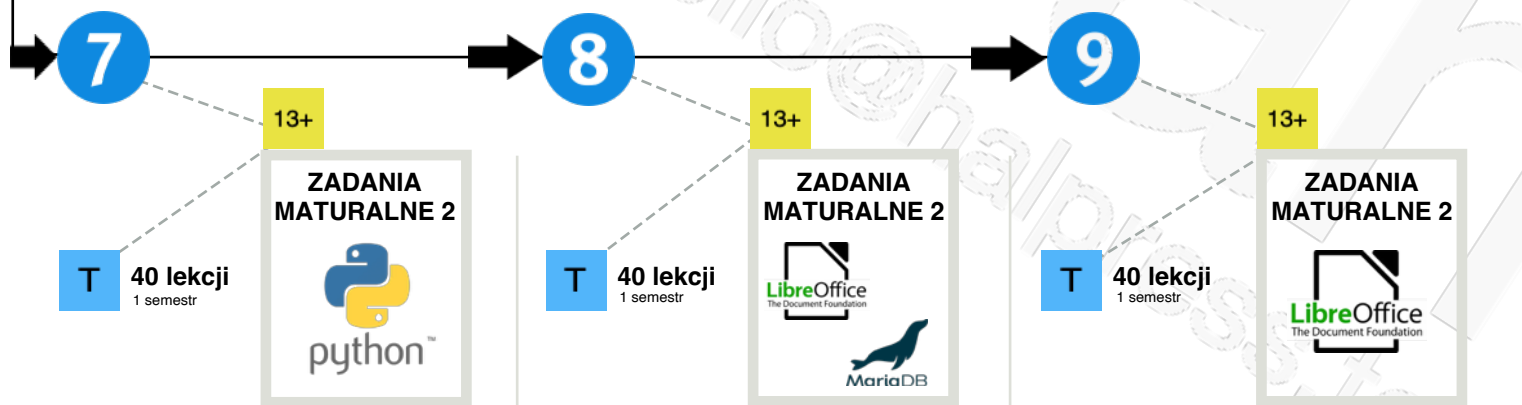 7
8
9
13+
13+
13+
ZADANIA
MATURALNE 2
ZADANIA
MATURALNE 2
ZADANIA
MATURALNE 2
T
40 lekcji
1 semestr
python™
T
40 lekcji
1 semestr
LibreOffice
The Document Foundation
MariaDB
T
40 lekcji
1 semestr
LibreOffice
The Document Foundation